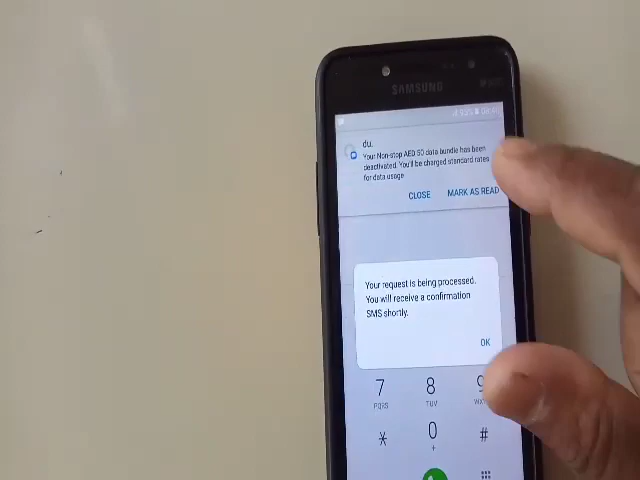 SAMSUNG
du.
Your Non-stop AED 50 data bundle has been
deactivated. You'll be charged standard rates
for data usage
CLOSE MARK AS READ
Your request is being processed.
You will receive a confirmation
SMS shortly.
OK
7 8 9
PQRS TUV
* 0 #
+